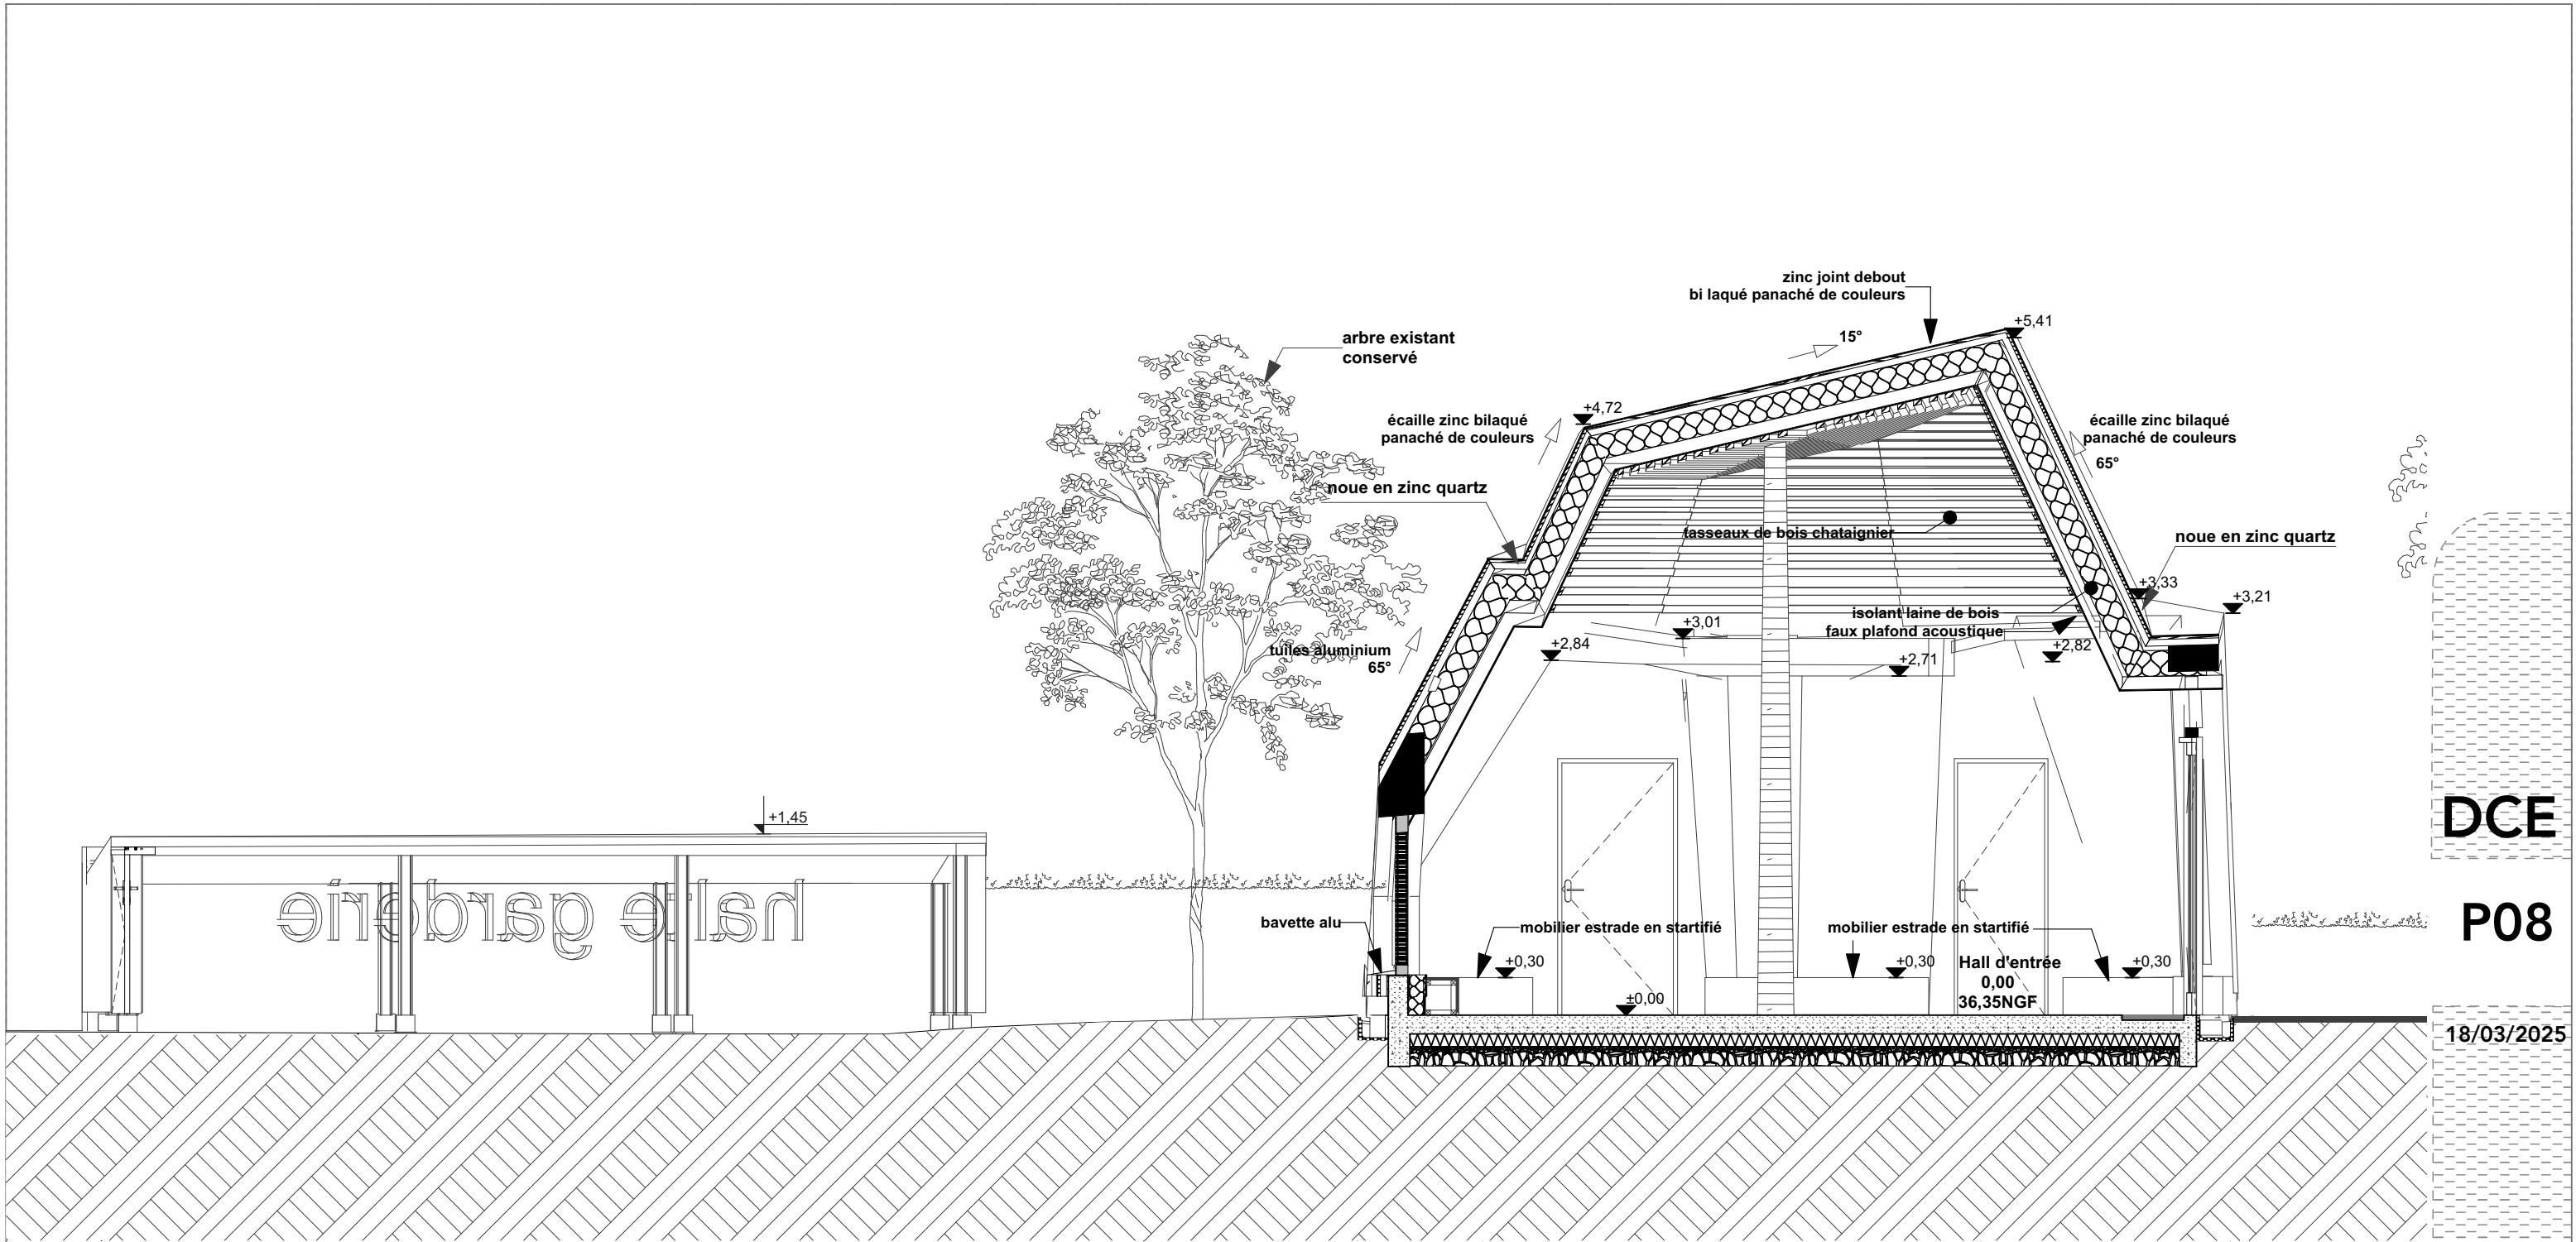 zinc joint debout
bi laqué panaché de couleurs
+5,41
15°
arbre existant
conservé
+4,72
écaille zinc bilaqué
panaché de couleurs
écaille zinc bilaqué
panaché de couleurs
65°
noue en zinc quartz
tasseaux de bois chataignier
noue en zinc quartz
+3,33
+3,21
isolant laine de bois
faux plafond acoustique
+3,01
+2,84
+2,82
+2,71
tuiles aluminium
65°
+1,45
halte garderie
bavette alu
mobilier estrade en startifié
mobilier estrade en startifié
+0,30
+0,30
+0,30
Hall d'entrée
0,00
36,35NGF
±0,00
DCE
P08
18/03/2025